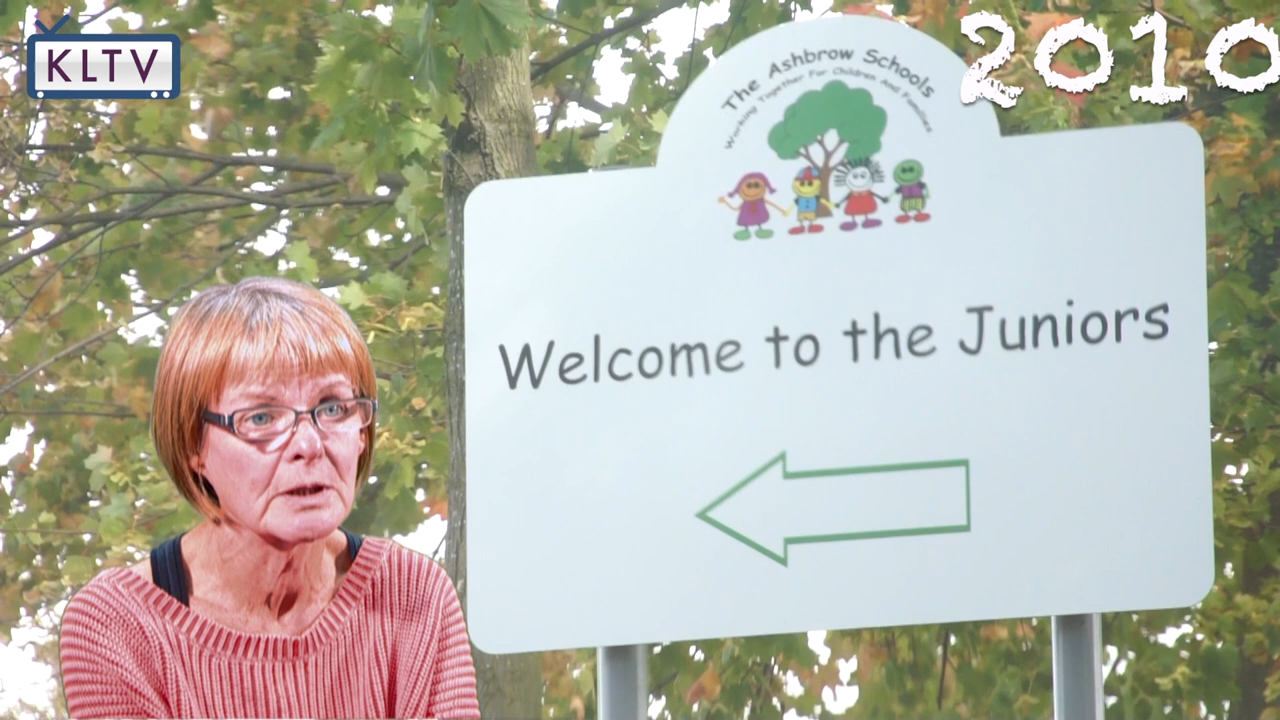 KLTV
2010
The Ashbrow Schools
Working Together For Children And Families
Welcome to the Juniors